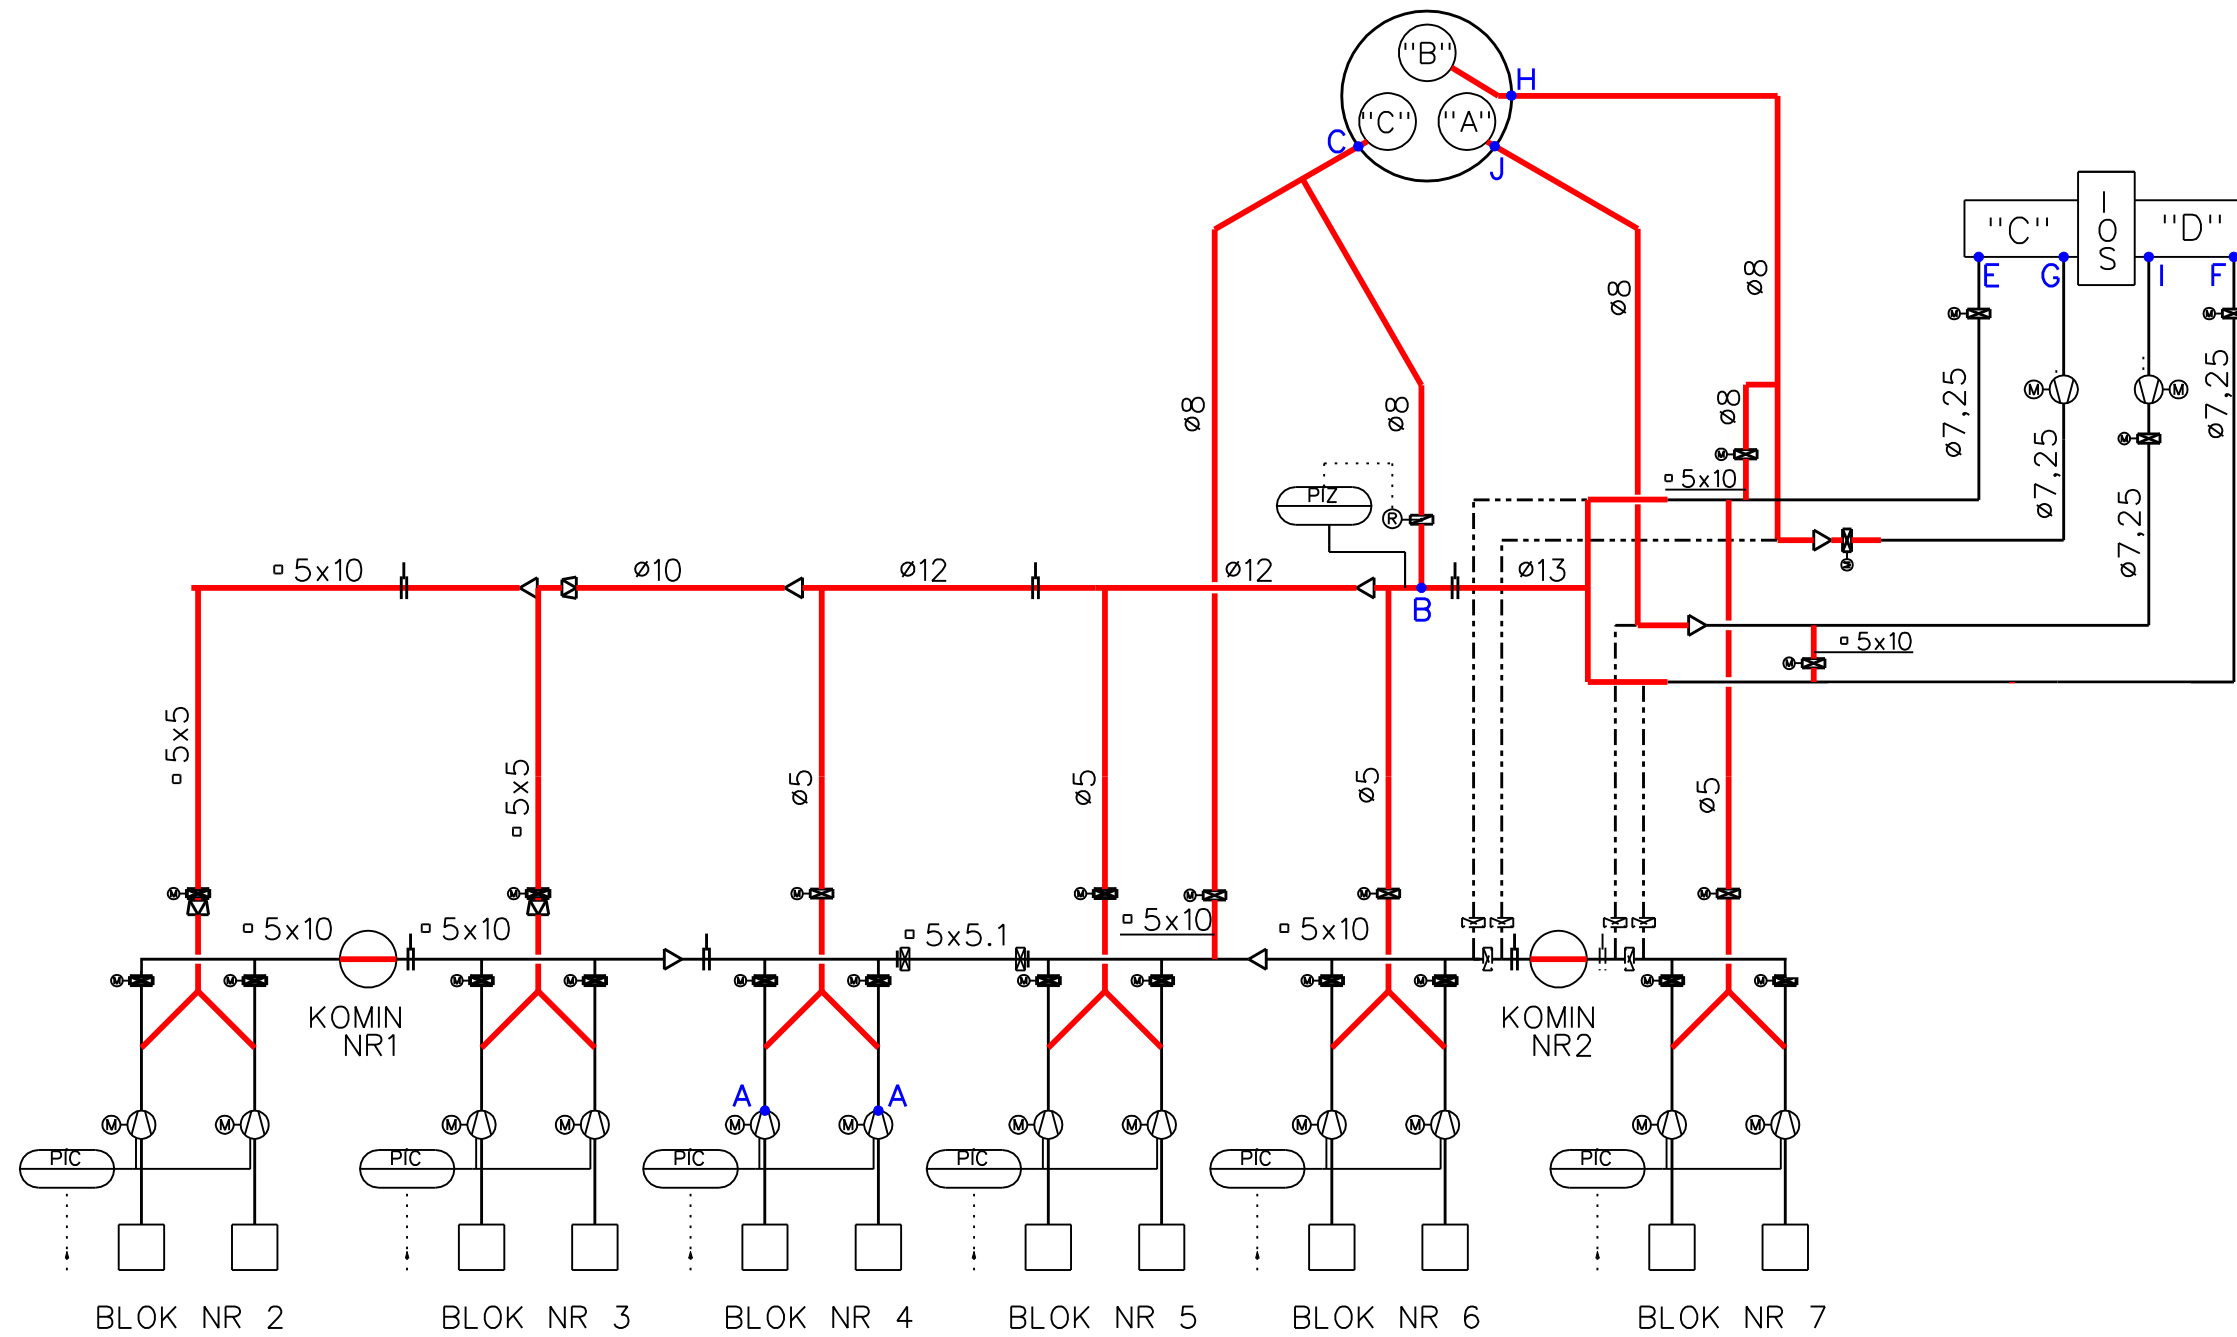 "B"
H
"C"
"A"
C
J
I
O
S
"C"
"D"
E
G
I
F
M
M
ø8
ø8
ø7,25
ø7,25
M
M
ø8
ø8
ø8
M
ø7,25
M
▫ 5x10
ø7,25
PIZ
R
M
▫ 5x10
ø10
ø12
ø12
ø13
B
▫ 5x10
M
▫ 5x5
▫ 5x5
ø5
ø5
ø5
ø5
M
M
M
M
M
M
M
▫ 5x10
▫ 5x10
▫ 5x5.1
▫ 5x10
▫ 5x10
M
M
M
M
M
M
M
M
M
M
M
M
KOMIN
NR1
KOMIN
NR2
A
A
M
M
M
M
M
M
M
M
M
M
M
M
PIC
PIC
PIC
PIC
PIC
PIC
BLOK NR 2
BLOK NR 3
BLOK NR 4
BLOK NR 5
BLOK NR 6
BLOK NR 7